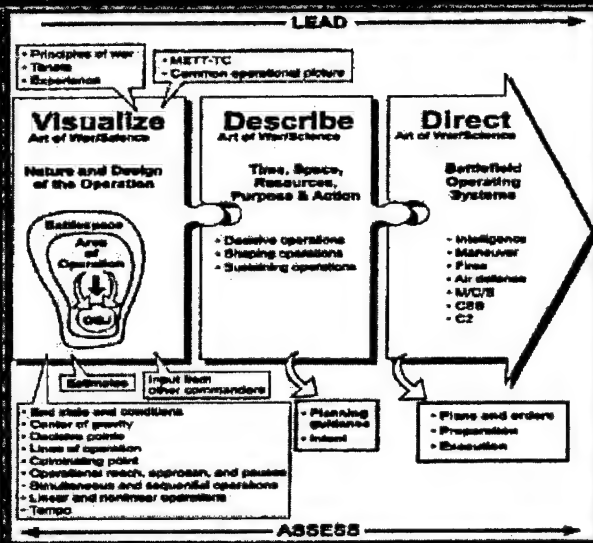 LEAD
• Principles of war
• Tenets
• Experience
• METT-TC
• Common operational picture
Visualize
Art of War/Science
Nature and Design
of the Operation
Battlespace
Area
of
Operation
OBJ
Describe
Art of War/Science
Time, Space,
Resources,
Purpose & Action
• Decisive operations
• Shaping operations
• Sustaining operations
Direct
Art of War/Science
Battlefield
Operating
Systems
• Intelligence
• Maneuver
• Fires
• Air defense
• M/C/S
• CSS
• C2
Estimates
Input from
other commanders
• End state and conditions
• Center of gravity
• Decisive points
• Lines of operation
• Culminating point
• Operational reach, approach, and pauses
• Simultaneous and sequential operations
• Linear and nonlinear operations
• Tempo
• Planning
guidance
• Intent
• Plans and orders
• Preparation
• Execution
ASSESS